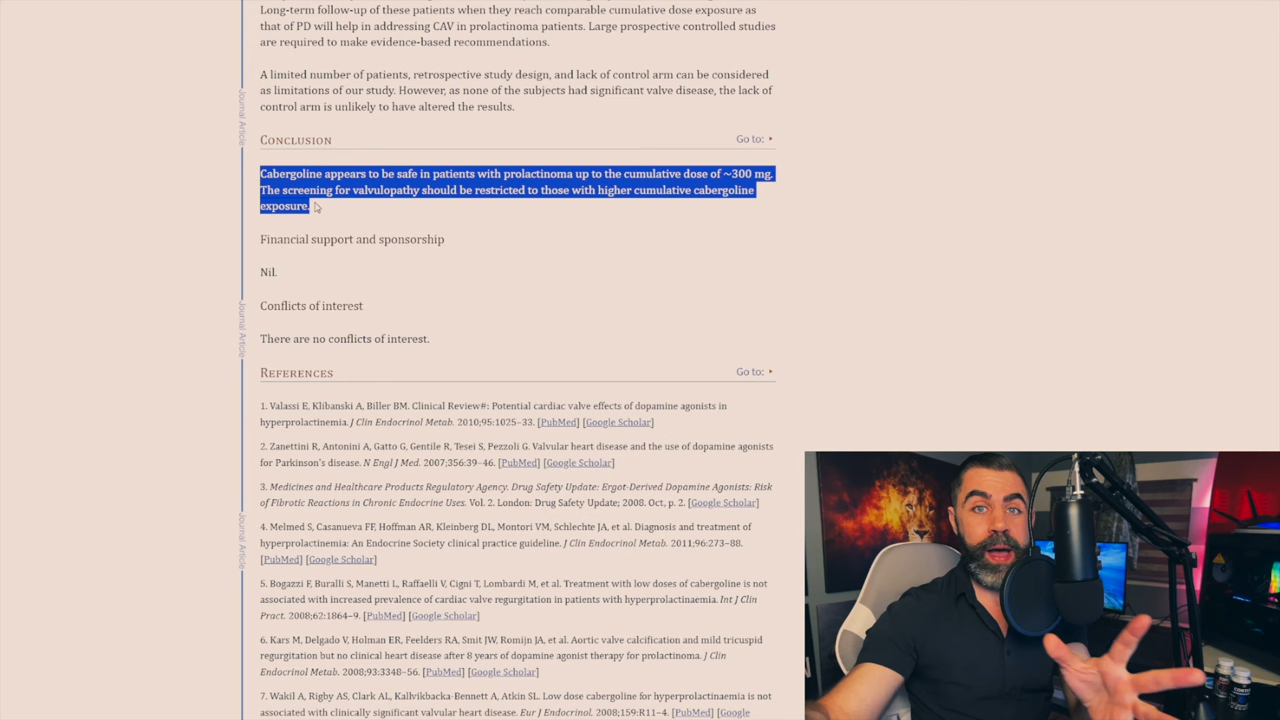 Long-term follow-up of these patients when they reach comparable cumulative dose exposure as
that of PD will help in addressing CAV in prolactinoma patients. Large prospective controlled studies
are required to make evidence-based recommendations.
A limited number of patients, retrospective study design, and lack of control arm can be considered
as limitations of our study. However, as none of the subjects had significant valve disease, the lack of
control arm is unlikely to have altered the results.
Journal Article
Conclusion
Go to:
Cabergoline appears to be safe in patients with prolactinoma up to the cumulative dose of ~300 mg.
The screening for valvulopathy should be restricted to those with higher cumulative cabergoline
exposure.
Financial support and sponsorship
Nil.
Journal Article
Conflicts of interest
There are no conflicts of interest.
References
Go to:
1. Valassi E, Klibanski A, Biller BM. Clinical Review#: Potential cardiac valve effects of dopamine agonists in
hyperprolactinemia. J Clin Endocrinol Metab. 2010;95:1025–33. [PubMed] [Google Scholar]
2. Zanettini R, Antonini A, Gatto G, Gentile R, Tesei S, Pezzoli G. Valvular heart disease and the use of dopamine agonists
for Parkinson's disease. N Engl J Med. 2007;356:39–46. [PubMed] [Google Scholar]
3. Medicines and Healthcare Products Regulatory Agency. Drug Safety Update: Ergot-Derived Dopamine Agonists: Risk
of Fibrotic Reactions in Chronic Endocrine Uses. Vol. 2. London: Drug Safety Update; 2008. Oct, p. 2. [Google Scholar]
Journal Article
4. Melmed S, Casanueva FF, Hoffman AR, Kleinberg DL, Montori VM, Schlechte JA, et al. Diagnosis and treatment of
hyperprolactinemia: An Endocrine Society clinical practice guideline. J Clin Endocrinol Metab. 2011;96:273–88.
[PubMed] [Google Scholar]
5. Bogazzi F, Buralli S, Manetti L, Raffaelli V, Cigni T, Lombardi M, et al. Treatment with low doses of cabergoline is not
associated with increased prevalence of cardiac valve regurgitation in patients with hyperprolactinaemia. Int J Clin
Pract. 2008;62:1864–9. [PubMed] [Google Scholar]
6. Kars M, Delgado V, Holman ER, Feelders RA, Smit JW, Romijn JA, et al. Aortic valve calcification and mild tricuspid
regurgitation but no clinical heart disease after 8 years of dopamine agonist therapy for prolactinoma. J Clin
Endocrinol Metab. 2008;93:3348–56. [PubMed] [Google Scholar]
7. Wakil A, Rigby AS, Clark AL, Kallvikbacka-Bennett A, Atkin SL. Low dose cabergoline for hyperprolactinaemia is not
associated with clinically significant valvular heart disease. Eur J Endocrinol. 2008;159:R11–4. [PubMed] [Google